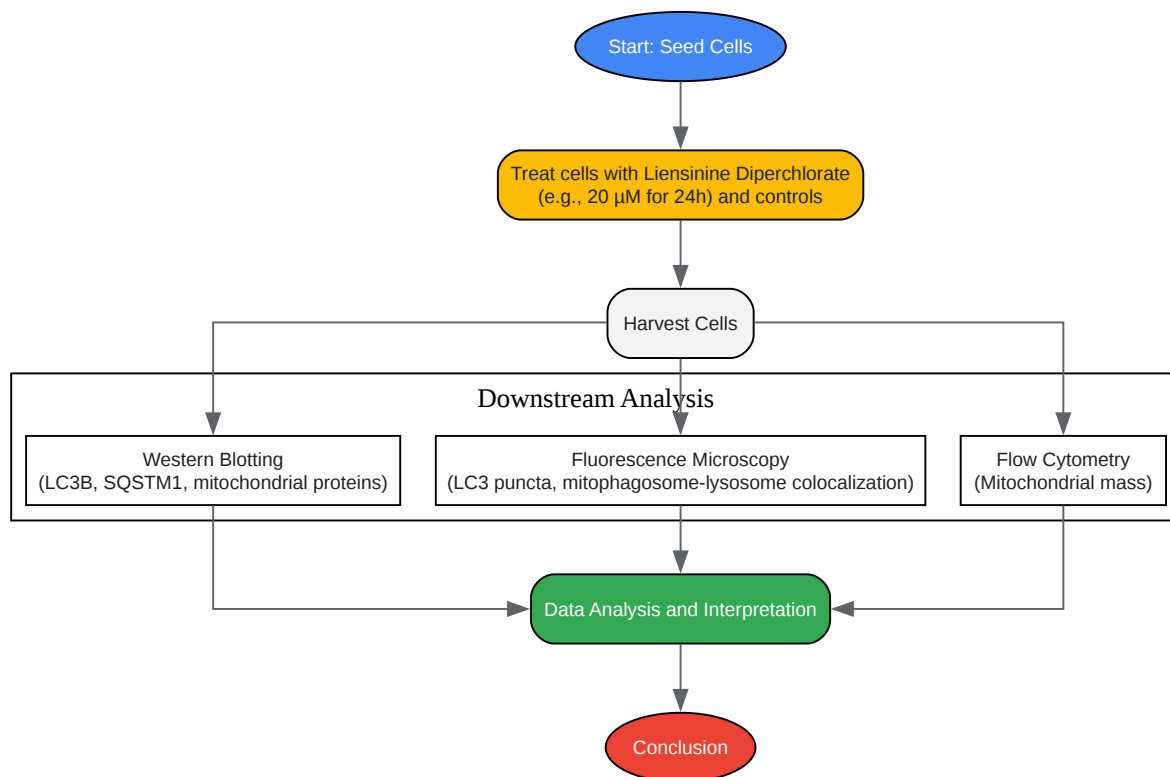 Start: Seed Cells
Treat cells with Liensinine Diperchlorate
(e.g., 20 µM for 24h) and controls
Harvest Cells
Downstream Analysis
Western Blotting
(LC3B, SQSTM1, mitochondrial proteins)
Fluorescence Microscopy
(LC3 puncta, mitophagosome-lysosome colocalization)
Flow Cytometry
(Mitochondrial mass)
Data Analysis and Interpretation
Conclusion